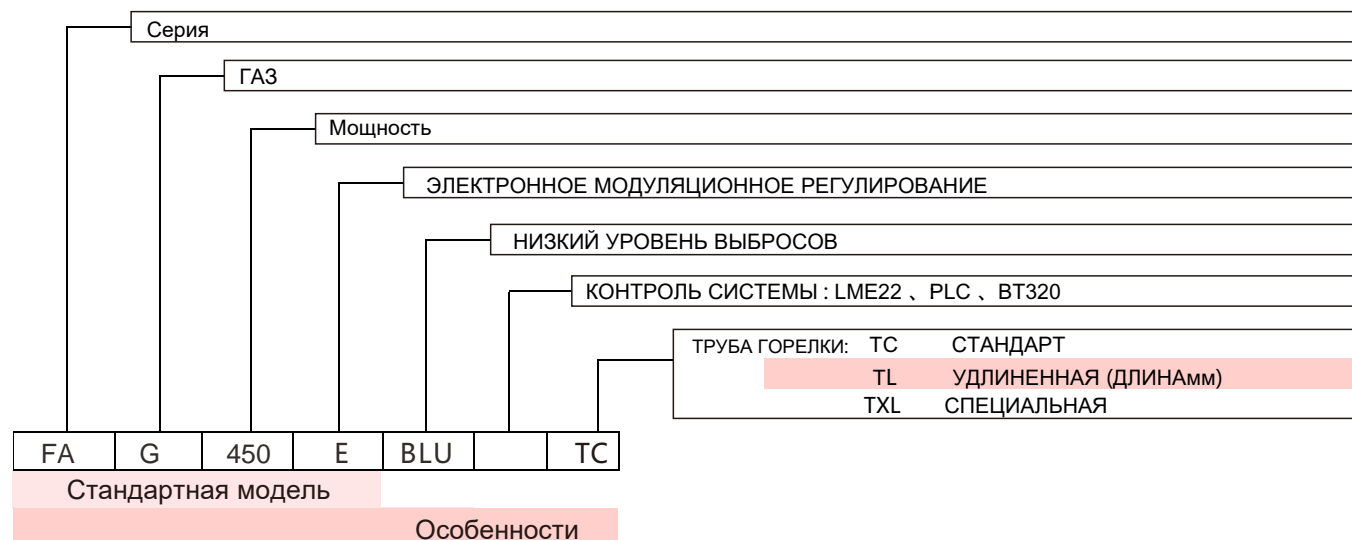 Серия
ГАЗ
Мощность
ЭЛЕКТРОННОЕ МОДУЛЯЦИОННОЕ РЕГУЛИРОВАНИЕ
НИЗКИЙ УРОВЕНЬ ВЫБРОСОВ
КОНТРОЛЬ СИСТЕМЫ : LME22 、 PLC 、 BT320
ТРУБА ГОРЕЛКИ: TC СТАНДАРТ
TL УДЛИНЕННАЯ (ДЛИНАмм)
TXL СПЕЦИАЛЬНАЯ
FA G 450 E BLU TC
Стандартная модель
Особенности